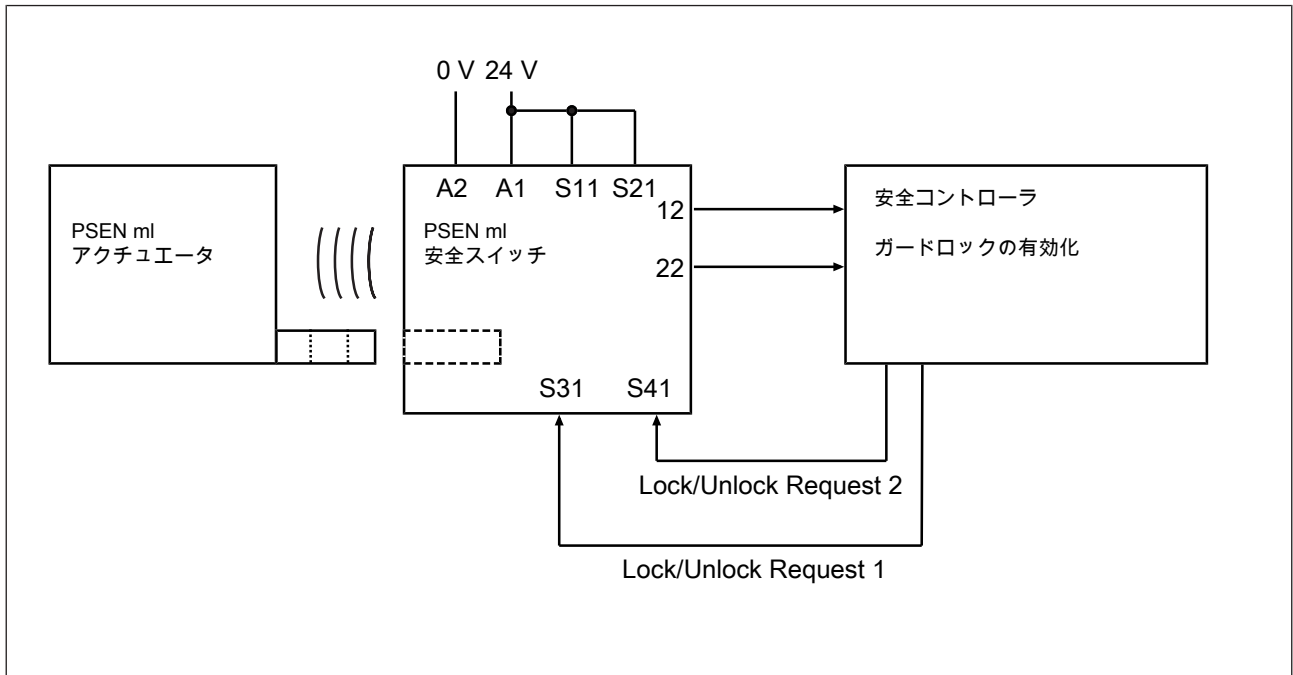 0 V 24 V
A2 A1 S11 S21
12
22
PSEN ml
アクチュエータ
PSEN ml
安全スイッチ
安全コントローラ
ガードロックの有効化
S31 S41
Lock/Unlock Request 2
Lock/Unlock Request 1